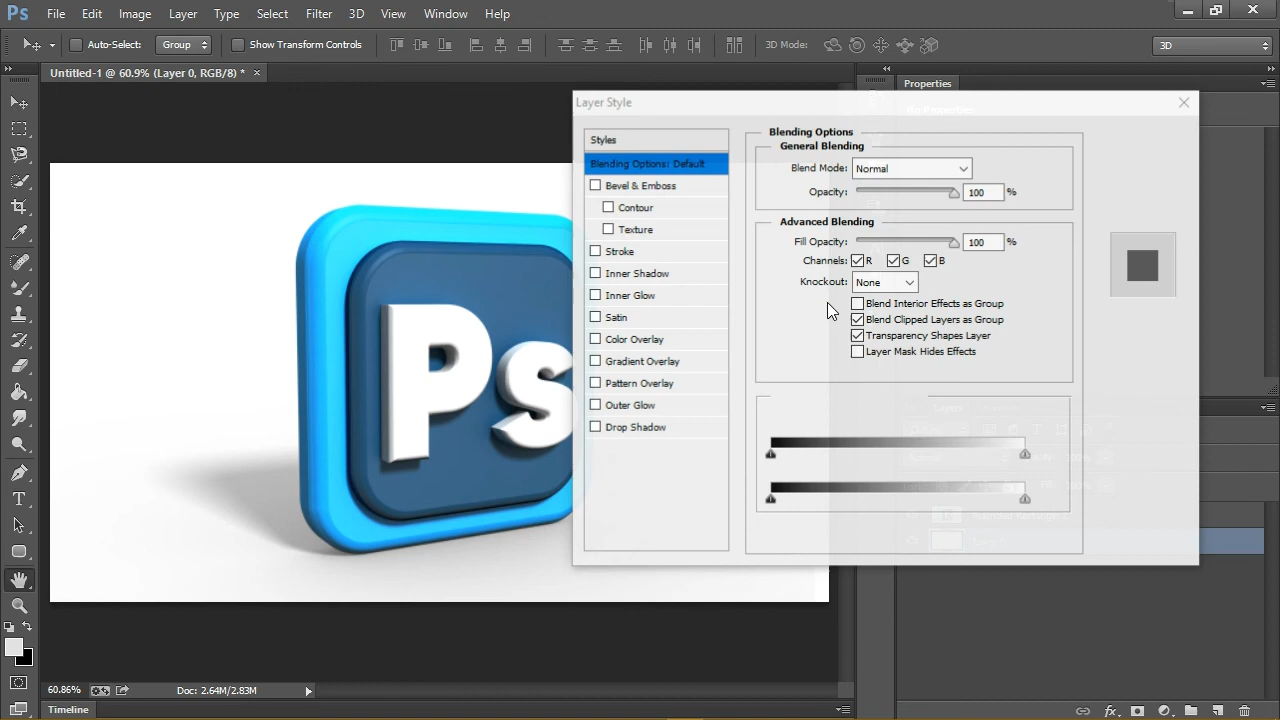 Ps File Edit Image Layer Type Select Filter 3D View Window Help
Auto-Select: Group Show Transform Controls 3D Mode: 3D
Untitled-1 @ 60.9% (Layer 0, RGB/8) * ×
Properties
No Properties
Layer Style
Styles
Blending Options: Default
Bevel & Emboss
Contour
Texture
Stroke
Inner Shadow
Inner Glow
Satin
Color Overlay
Gradient Overlay
Pattern Overlay
Outer Glow
Drop Shadow
Blending Options
General Blending
Blend Mode: Normal
Opacity: 100 %
Advanced Blending
Fill Opacity: 100 %
Channels: R G B
Knockout: None
Blend Interior Effects as Group
Blend Clipped Layers as Group
Transparency Shapes Layer
Layer Mask Hides Effects
Ps
Layers
60.86% Doc: 2.64M/2.83M
Timeline